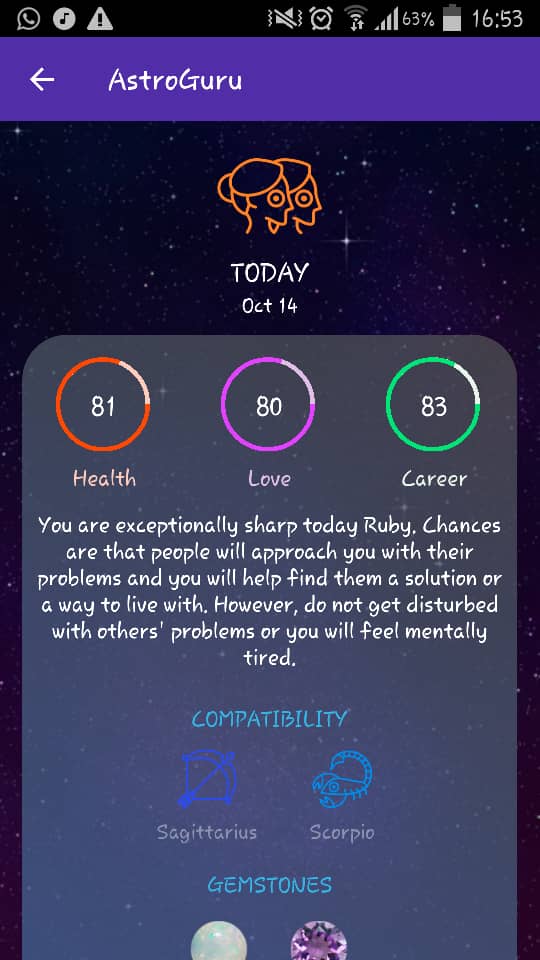 63% 16:53
AstroGuru
TODAY
Oct 14
81 80 83
Health Love Career
You are exceptionally sharp today Ruby. Chances
are that people will approach you with their
problems and you will help find them a solution or
a way to live with. However, do not get disturbed
with others' problems or you will feel mentally
tired.
COMPATIBILITY
Sagittarius Scorpio
GEMSTONES